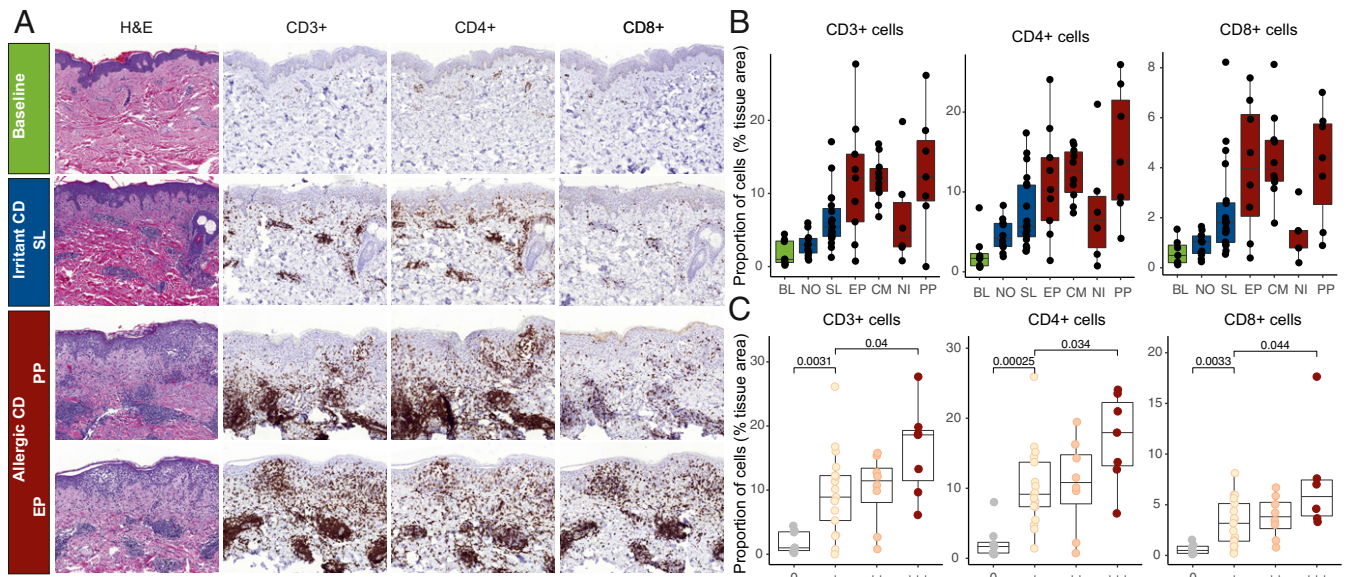 A
H&E
CD3+
CD4+
CD8+
Baseline
Irritant CD
SL
Allergic CD
PP
EP
B
CD3+ cells
CD4+ cells
CD8+ cells
Proportion of cells (% tissue area)
20
10
0
20
10
0
8
6
4
2
0
BL NO SL EP CM NI PP
BL NO SL EP CM NI PP
BL NO SL EP CM NI PP
C
CD3+ cells
CD4+ cells
CD8+ cells
Proportion of cells (% tissue area)
30
20
10
0
0.0031
0.04
30
20
10
0
0.00025
0.034
20
15
10
5
0
0.0033
0.044